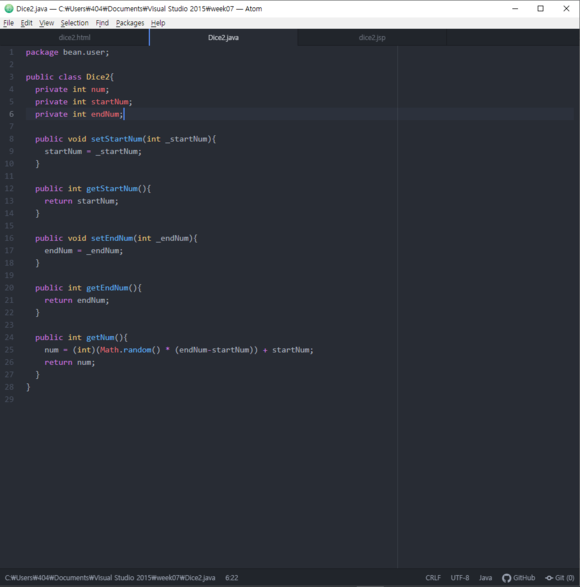 Dice2.java — C:₩Users₩404₩Documents₩Visual Studio 2015₩week07 — Atom
File Edit View Selection Find Packages Help
dice2.html Dice2.java dice2.jsp
1 package bean.user;
2
3 public class Dice2{
4 private int num;
5 private int startNum;
6 private int endNum;
7
8 public void setStartNum(int _startNum){
9 startNum = _startNum;
10 }
11
12 public int getStartNum(){
13 return startNum;
14 }
15
16 public void setEndNum(int _endNum){
17 endNum = _endNum;
18 }
19
20 public int getEndNum(){
21 return endNum;
22 }
23
24 public int getNum(){
25 num = (int)(Math.random() * (endNum-startNum)) + startNum;
26 return num;
27 }
28 }
29
C:₩Users₩404₩Documents₩Visual Studio 2015₩week07₩Dice2.java 6:22 CRLF UTF-8 Java GitHub Git (0)